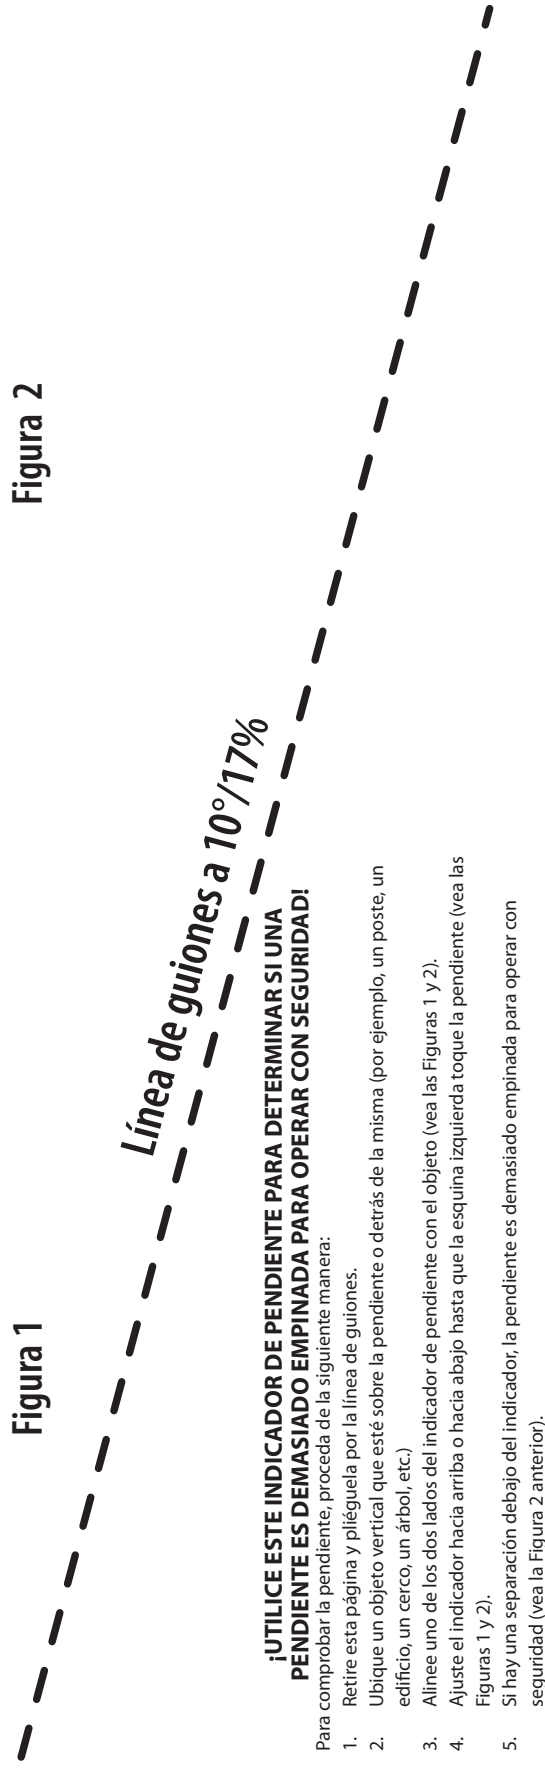 Figura 1
Figura 2
Línea de guiones a 10°/17%
¡UTILICE ESTE INDICADOR DE PENDIENTE PARA DETERMINAR SI UNA
PENDIENTE ES DEMASIADO EMPINADA PARA OPERAR CON SEGURIDAD!
Para comprobar la pendiente, proceda de la siguiente manera:
1. Retire esta página y pliéguela por la línea de guiones.
2. Ubique un objeto vertical que esté sobre la pendiente o detrás de la misma (por ejemplo, un poste, un
edificio, un cerco, un árbol, etc.)
3. Alinee uno de los dos lados del indicador de pendiente con el objeto (vea las Figuras 1 y 2).
4. Ajuste el indicador hacia arriba o hacia abajo hasta que la esquina izquierda toque la pendiente (vea las
Figuras 1 y 2).
5. Si hay una separación debajo del indicador, la pendiente es demasiado empinada para operar con
seguridad (vea la Figura 2 anterior).